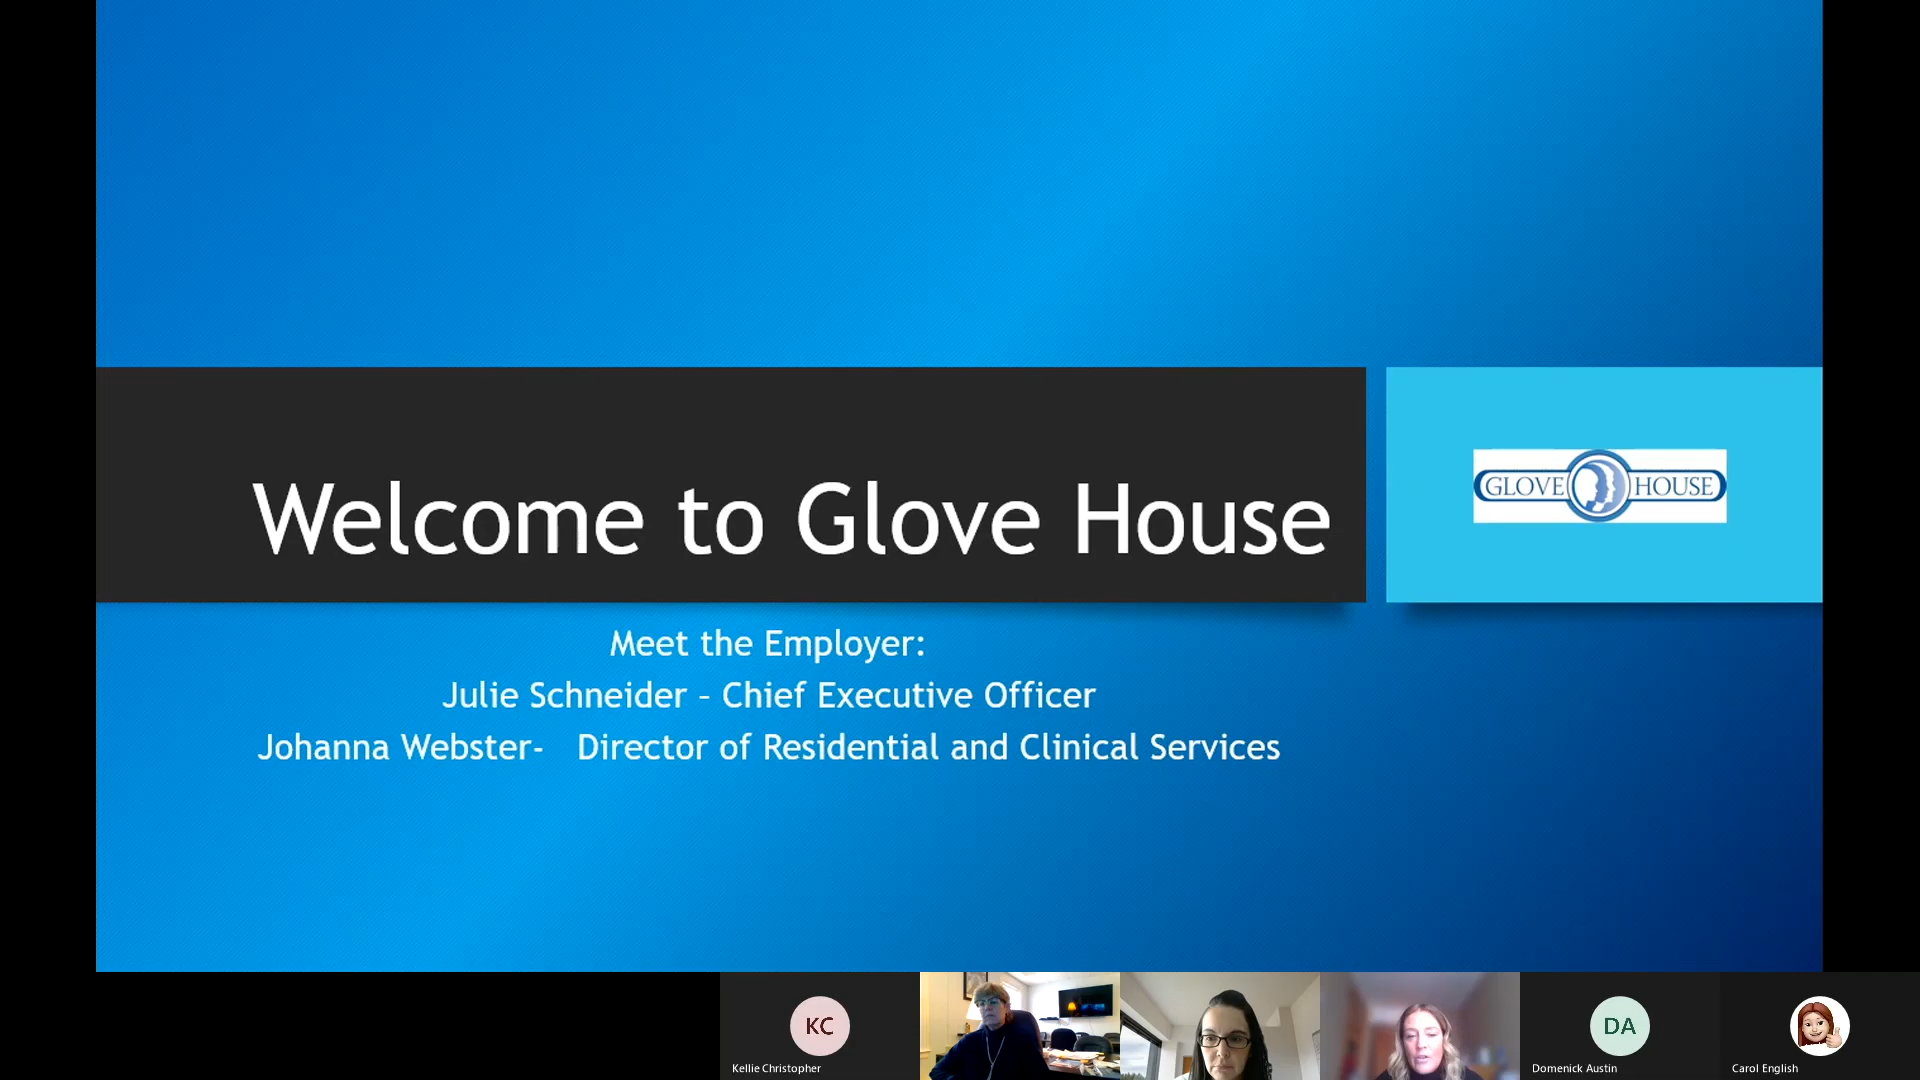 Welcome to Glove House
GLOVE HOUSE
Meet the Employer:
Julie Schneider – Chief Executive Officer
Johanna Webster- Director of Residential and Clinical Services
KC
Kellie Christopher
DA
Domenick Austin
Carol English